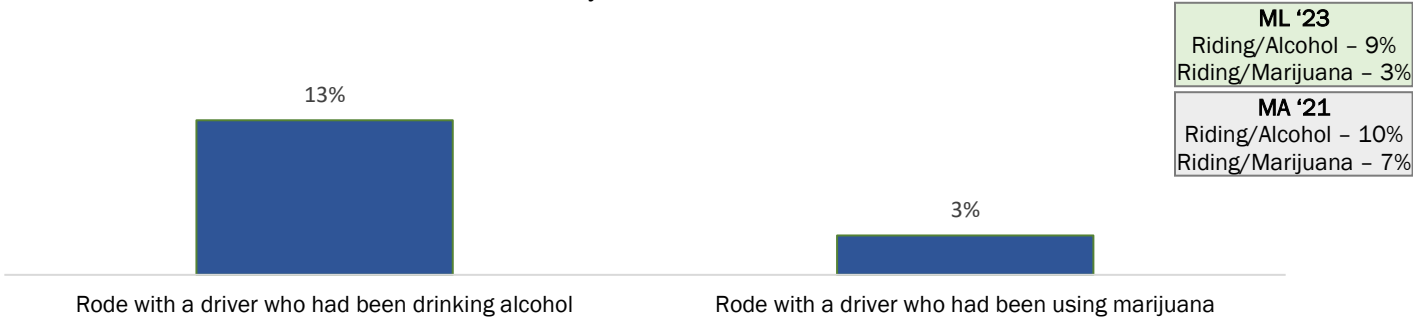 ML ‘23
Riding/Alcohol – 9%
Riding/Marijuana – 3%
MA ‘21
Riding/Alcohol – 10%
Riding/Marijuana – 7%
13%
3%
Rode with a driver who had been drinking alcohol
Rode with a driver who had been using marijuana